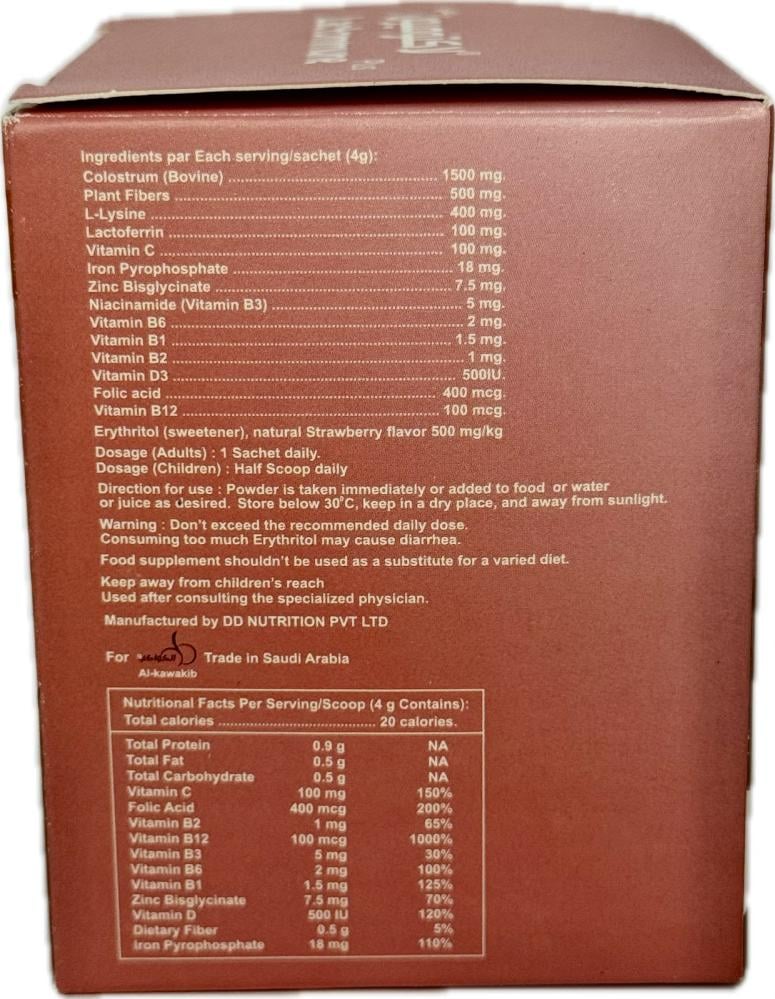 Ingredients par Each serving/sachet (4g):
Colostrum (Bovine) ........ 1500 mg.
Plant Fibers ........ 500 mg.
L-Lysine ........ 400 mg.
Lactoferrin ........ 100 mg.
Vitamin C ........ 100 mg.
Iron Pyrophosphate ........ 18 mg.
Zinc Bisglycinate ........ 7.5 mg.
Niacinamide (Vitamin B3) ........ 5 mg.
Vitamin B6 ........ 2 mg.
Vitamin B1 ........ 1.5 mg.
Vitamin B2 ........ 1 mg.
Vitamin D3 ........ 500IU.
Folic acid ........ 400 mcg.
Vitamin B12 ........ 100 mcg.
Erythritol (sweetener), natural Strawberry flavor 500 mg/kg
Dosage (Adults) : 1 Sachet daily.
Dosage (Children) : Half Scoop daily
Direction for use : Powder is taken immediately or added to food or water
or juice as desired. Store below 30°C, keep in a dry place, and away from sunlight.
Warning : Don't exceed the recommended daily dose.
Consuming too much Erythritol may cause diarrhea.
Food supplement shouldn't be used as a substitute for a varied diet.
Keep away from children's reach
Used after consulting the specialized physician.
Manufactured by DD NUTRITION PVT LTD
For الكواكب Trade in Saudi Arabia
Al-kawakib
Nutritional Facts Per Serving/Scoop (4 g Contains):
Total calories ........ 20 calories.
Total Protein 0.9 g NA
Total Fat 0.5 g NA
Total Carbohydrate 0.5 g NA
Vitamin C 100 mg 150%
Folic Acid 400 mcg 200%
Vitamin B2 1 mg 65%
Vitamin B12 100 mcg 1000%
Vitamin B3 5 mg 30%
Vitamin B6 2 mg 100%
Vitamin B1 1.5 mg 125%
Zinc Bisglycinate 7.5 mg 70%
Vitamin D 500 IU 120%
Dietary Fiber 0.5 g 5%
Iron Pyrophosphate 18 mg 110%